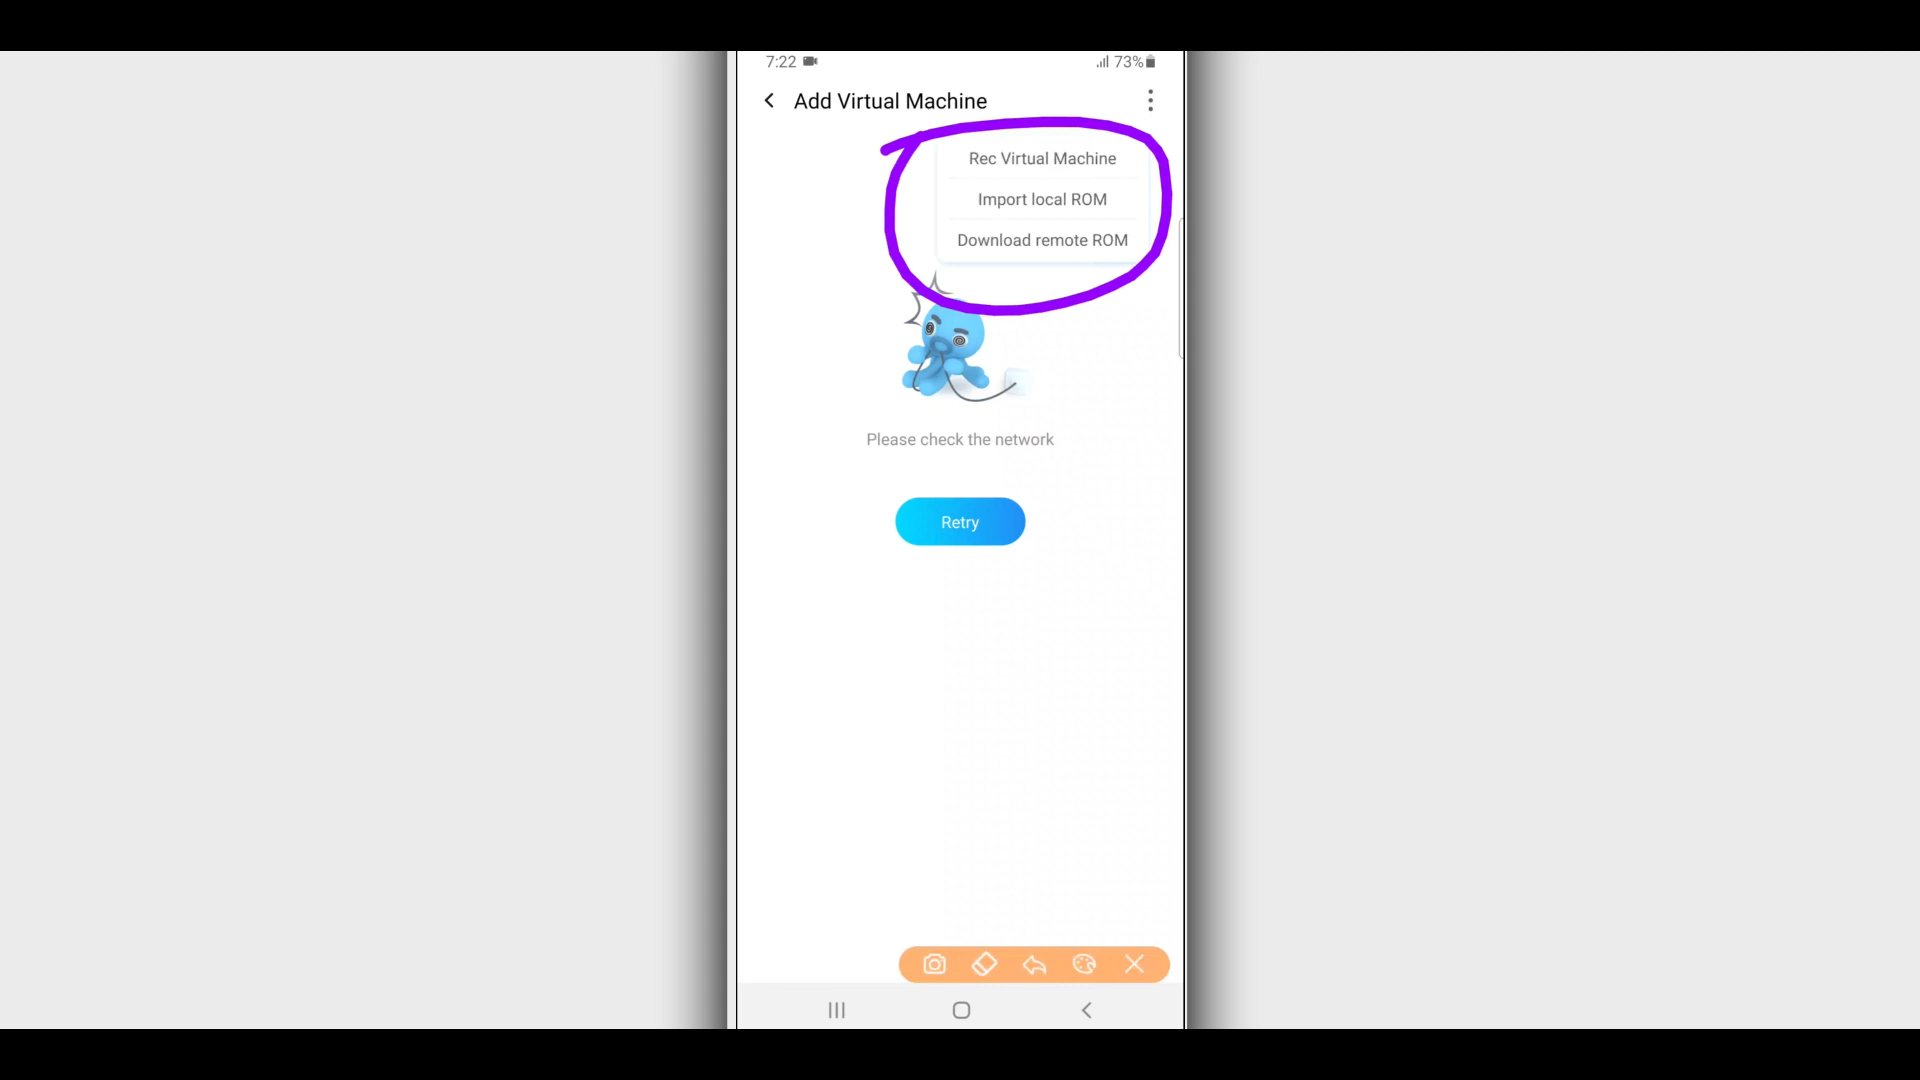 7:22 73%
Add Virtual Machine
Rec Virtual Machine
Import local ROM
Download remote ROM
Please check the network
Retry